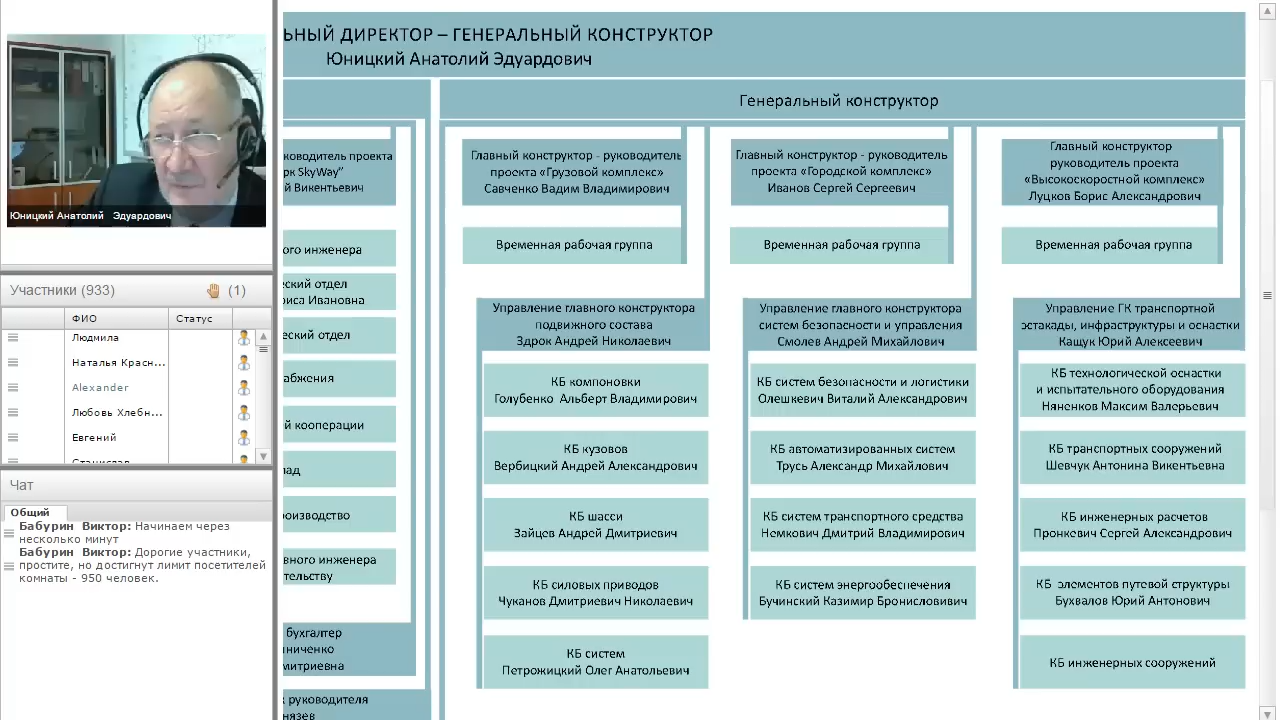 ЬНЫЙ ДИРЕКТОР – ГЕНЕРАЛЬНЫЙ КОНСТРУКТОР
Юницкий Анатолий Эдуардович
Генеральный конструктор
ководитель проекта
рк SkyWay”
й Викентьевич
ого инженера
еский отдел
риса Ивановна
еский отдел
абжения
й кооперации
лад
оизводство
вного инженера
тельству
бухгалтер
ниченко
митриевна
к руководителя
нязев
Главный конструктор - руководитель
проекта «Грузовой комплекс»
Савченко Вадим Владимирович
Временная рабочая группа
Управление главного конструктора
подвижного состава
Здрок Андрей Николаевич
КБ компоновки
Голубенко Альберт Владимирович
КБ кузовов
Вербицкий Андрей Александрович
КБ шасси
Зайцев Андрей Дмитриевич
КБ силовых приводов
Чуканов Дмитриевич Николаевич
КБ систем
Петрожицкий Олег Анатольевич
Главный конструктор - руководитель
проекта «Городской комплекс»
Иванов Сергей Сергеевич
Временная рабочая группа
Управление главного конструктора
систем безопасности и управления
Смолев Андрей Михайлович
КБ систем безопасности и логистики
Олешкевич Виталий Александрович
КБ автоматизированных систем
Трусь Александр Михайлович
КБ систем транспортного средства
Немкович Дмитрий Владимирович
КБ систем энергообеспечения
Бучинский Казимир Брониславович
Главный конструктор
руководитель проекта
«Высокоскоростной комплекс»
Луцков Борис Александрович
Временная рабочая группа
Управление ГК транспортной
эстакады, инфраструктуры и оснастки
Кащук Юрий Алексеевич
КБ технологической оснастки
и испытательного оборудования
Няненков Максим Валерьевич
КБ транспортных сооружений
Шевчук Антонина Викентьевна
КБ инженерных расчетов
Пронкевич Сергей Александрович
КБ элементов путевой структуры
Бухвалов Юрий Антонович
КБ инженерных сооружений
Юницкий Анатолий Эдуардович
Участники (933)
(1)
ФИО
Статус
Людмила
Наталья Красн...
Alexander
Любовь Хлебн...
Евгений
Станислав
Чат
Общий
Бабурин Виктор: Начинаем через
несколько минут
Бабурин Виктор: Дорогие участники,
простите, но достигнут лимит посетителей
комнаты - 950 человек.